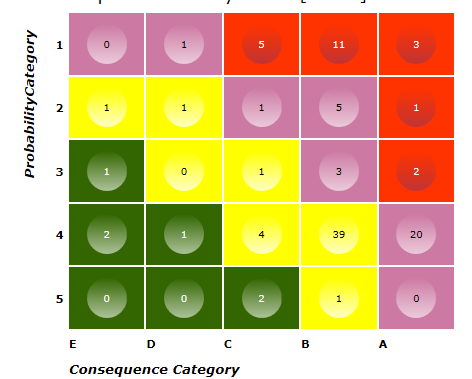 ProbabilityCategory
1 0 1 5 11 3
2 1 1 1 5 1
3 1 0 1 3 2
4 2 1 4 39 20
5 0 0 2 1 0
E D C B A
Consequence Category